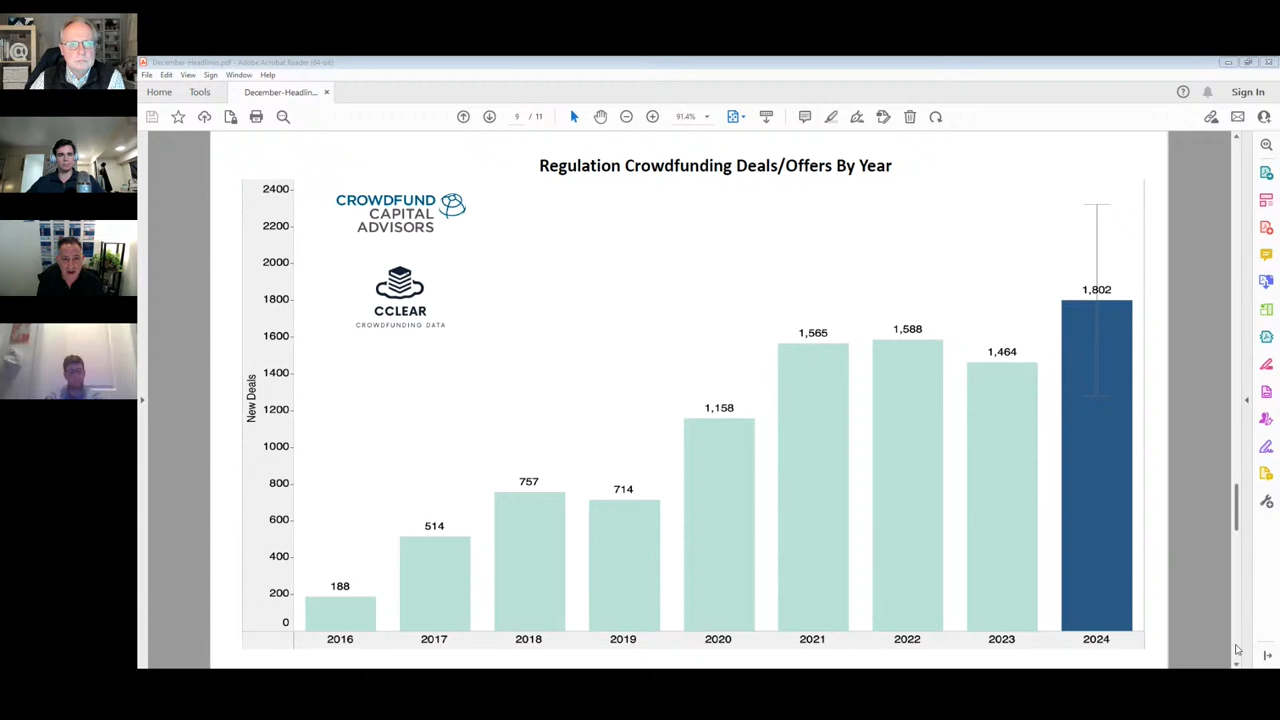 December-Headlines.pdf - Adobe Acrobat Reader (64-bit)
File Edit View Sign Window Help
Home Tools December-Headlin... × Sign In
9 / 11 91.4%
Regulation Crowdfunding Deals/Offers By Year
CROWDFUND
CAPITAL
ADVISORS
CCLEAR
CROWDFUNDING DATA
New Deals
2400
2200
2000
1800
1600
1400
1200
1000
800
600
400
200
0
188
514
757
714
1,158
1,565
1,588
1,464
1,802
2016 2017 2018 2019 2020 2021 2022 2023 2024